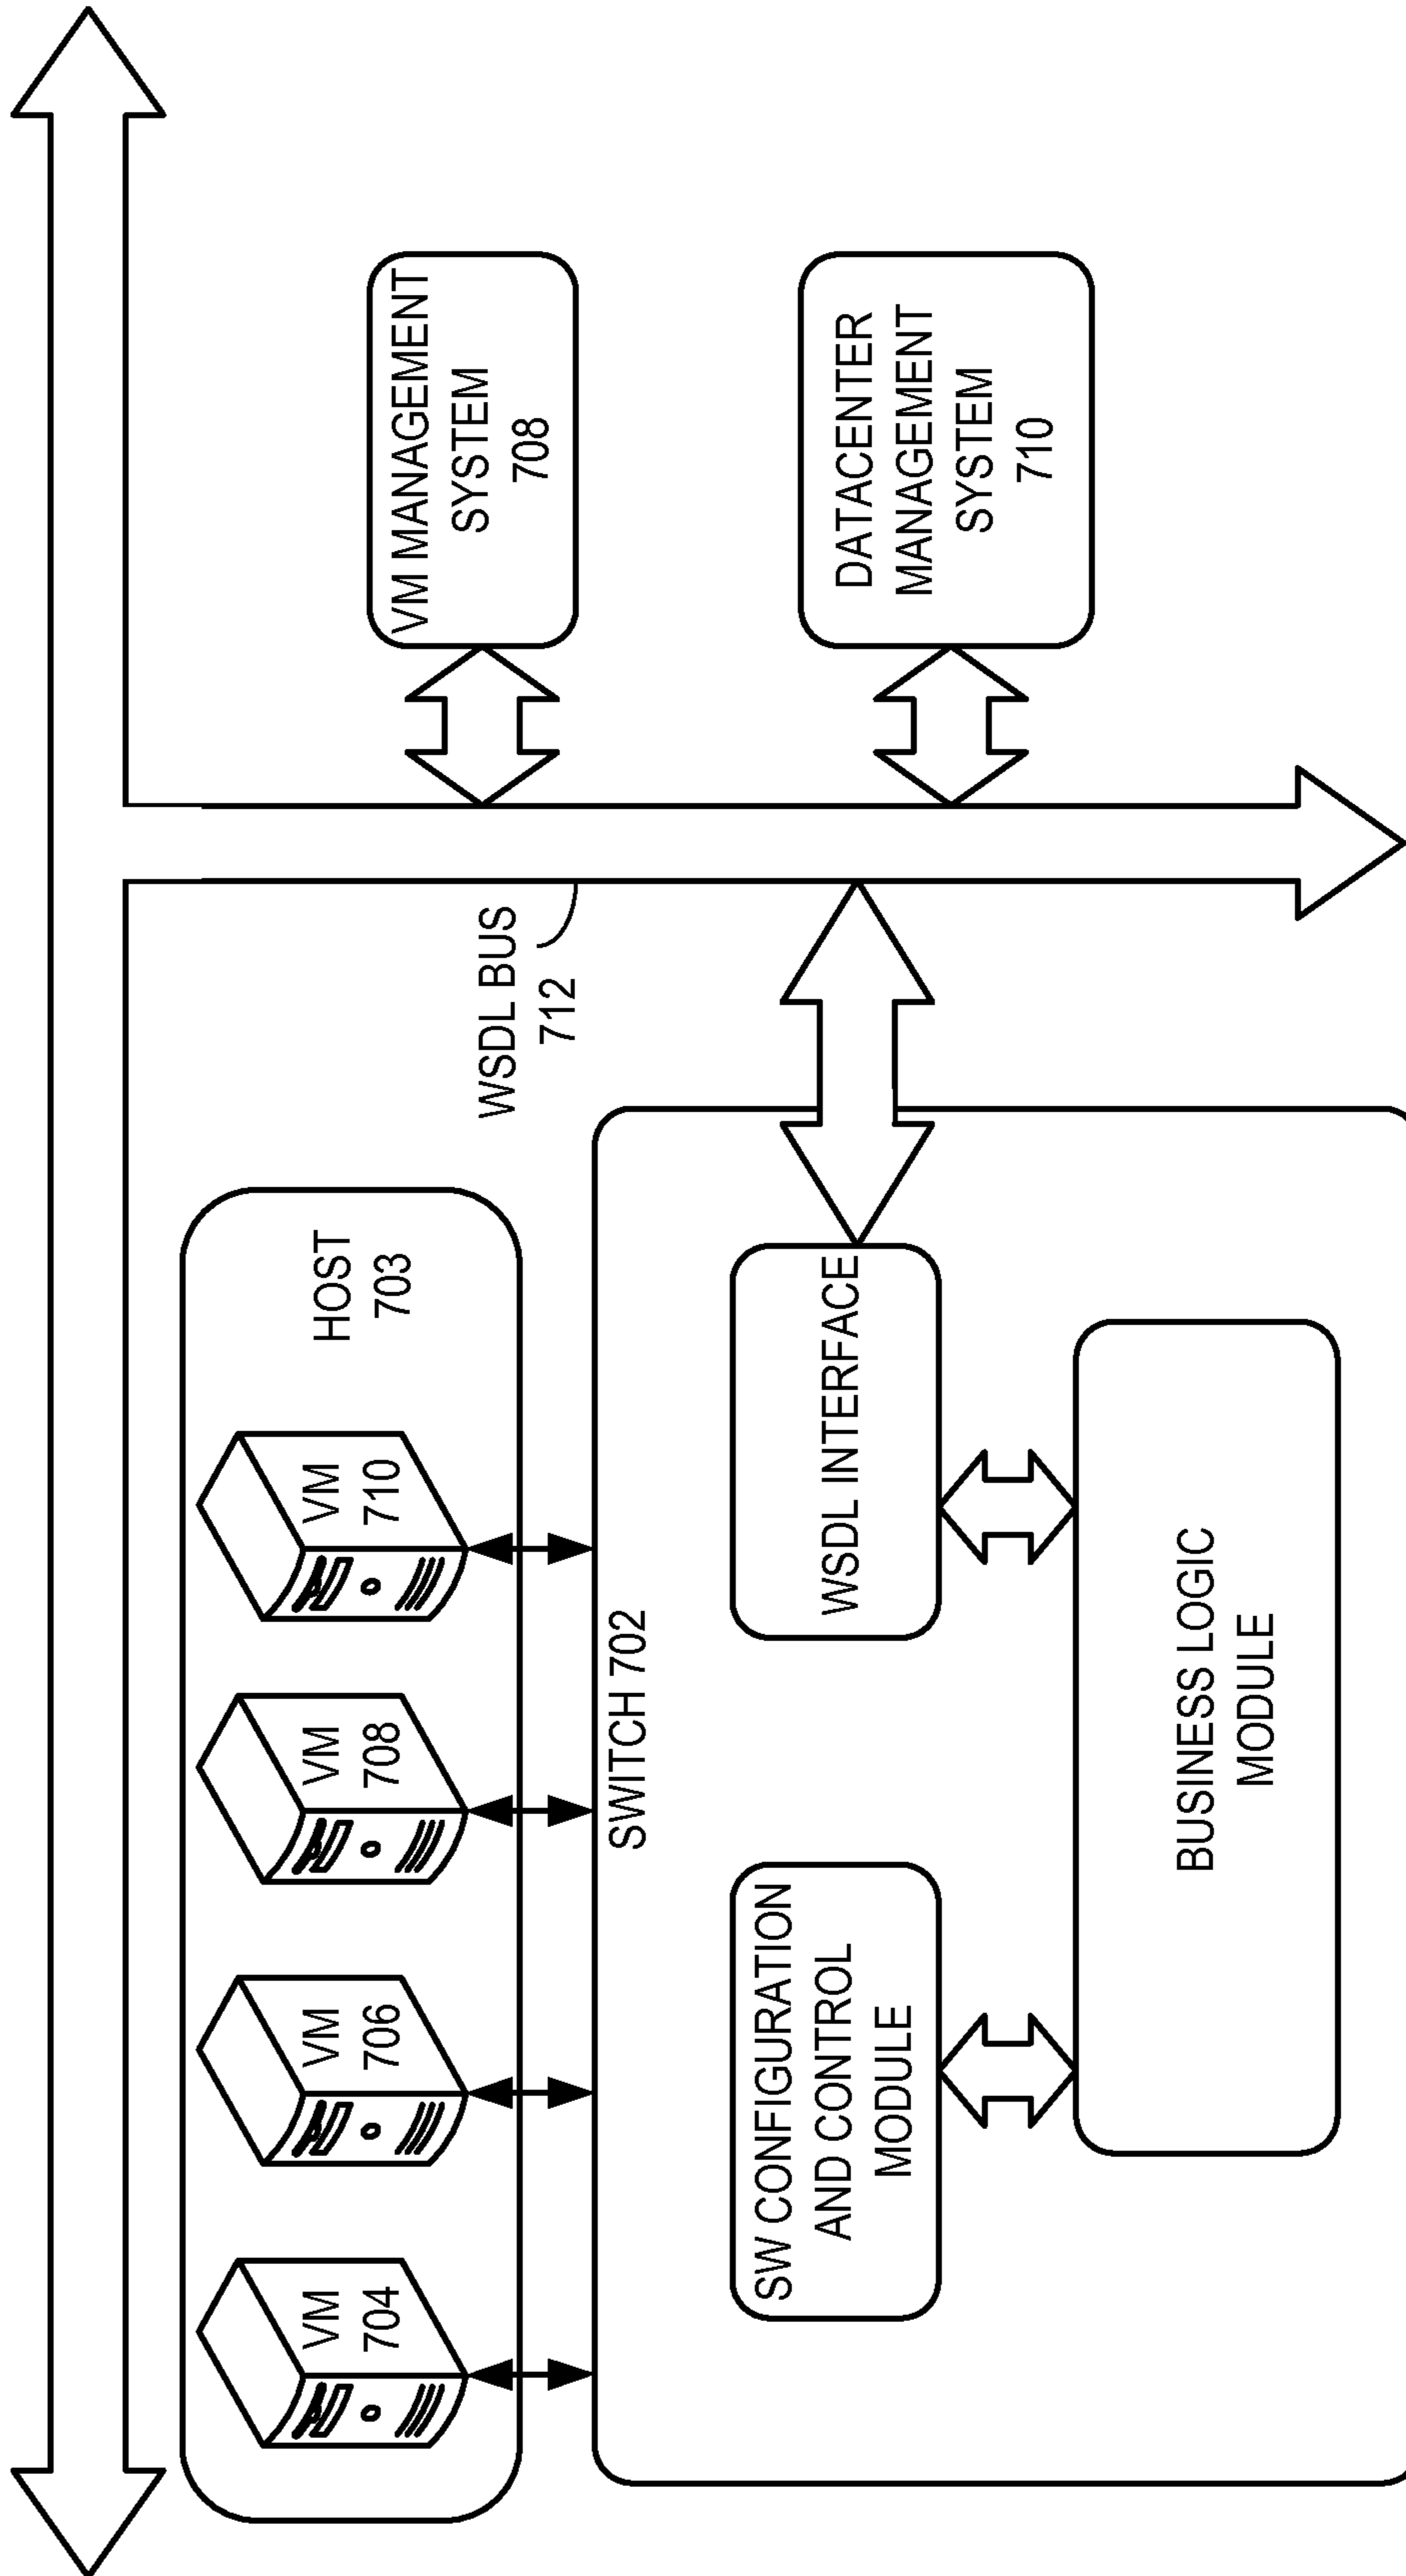 VM
704
VM
706
VM
708
VM
710
HOST
703
SWITCH 702
SW CONFIGURATION
AND CONTROL
MODULE
WSDL INTERFACE
BUSINESS LOGIC
MODULE
WSDL BUS
712
VM MANAGEMENT
SYSTEM
708
DATACENTER
MANAGEMENT
SYSTEM
710